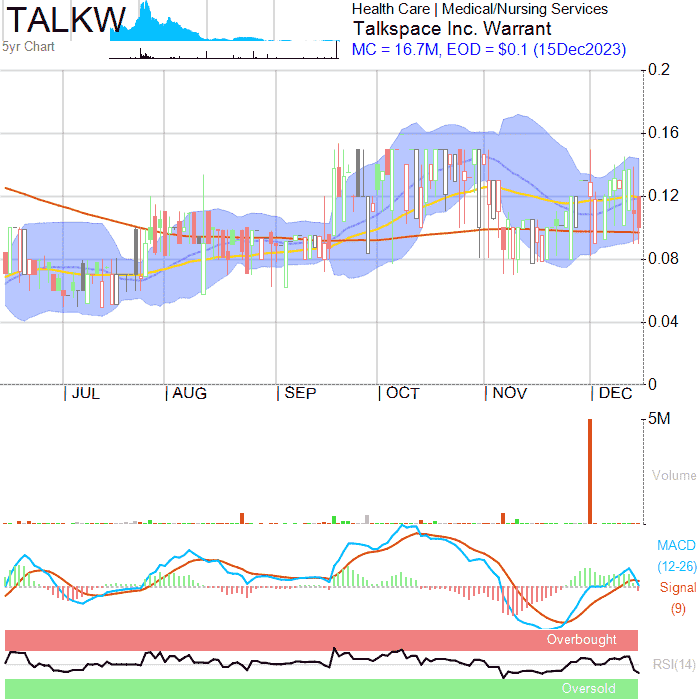 TALKW
5yr Chart
Health Care | Medical/Nursing Services
Talkspace Inc. Warrant
MC = 16.7M, EOD = $0.1 (15Dec2023)
0.2
0.16
0.12
0.08
0.04
0
JUL AUG SEP OCT NOV DEC
5M
Volume
MACD
(12-26)
Signal
(9)
Overbought
RSI(14)
Oversold